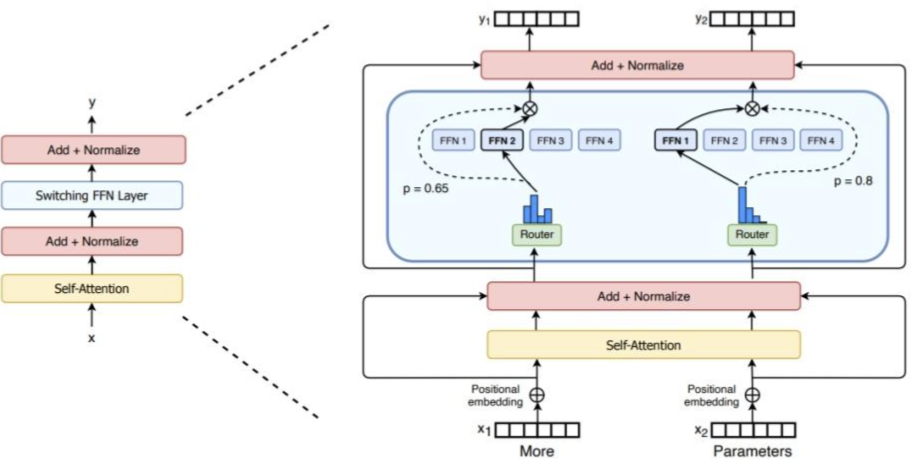 y
Add + Normalize
Switching FFN Layer
Add + Normalize
Self-Attention
x
y1
y2
Add + Normalize
FFN 1 FFN 2 FFN 3 FFN 4
FFN 1 FFN 2 FFN 3 FFN 4
p = 0.65
p = 0.8
Router
Router
Add + Normalize
Self-Attention
Positional
embedding
Positional
embedding
x1
x2
More
Parameters